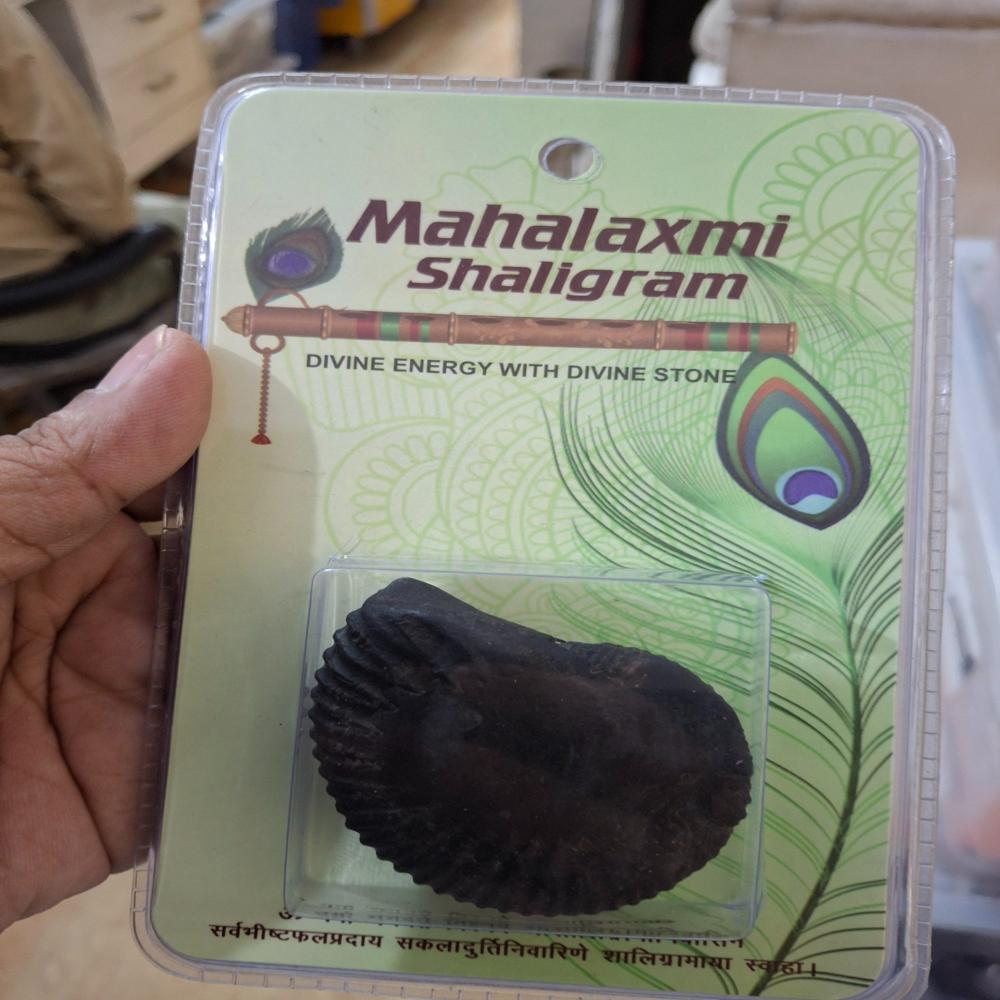 Mahalaxmi
Shaligram
DIVINE ENERGY WITH DIVINE STONE
सर्वभीष्टफलप्रदाय सकलादुर्तिनिवारिणे शालिग्रामाया स्वाहा।